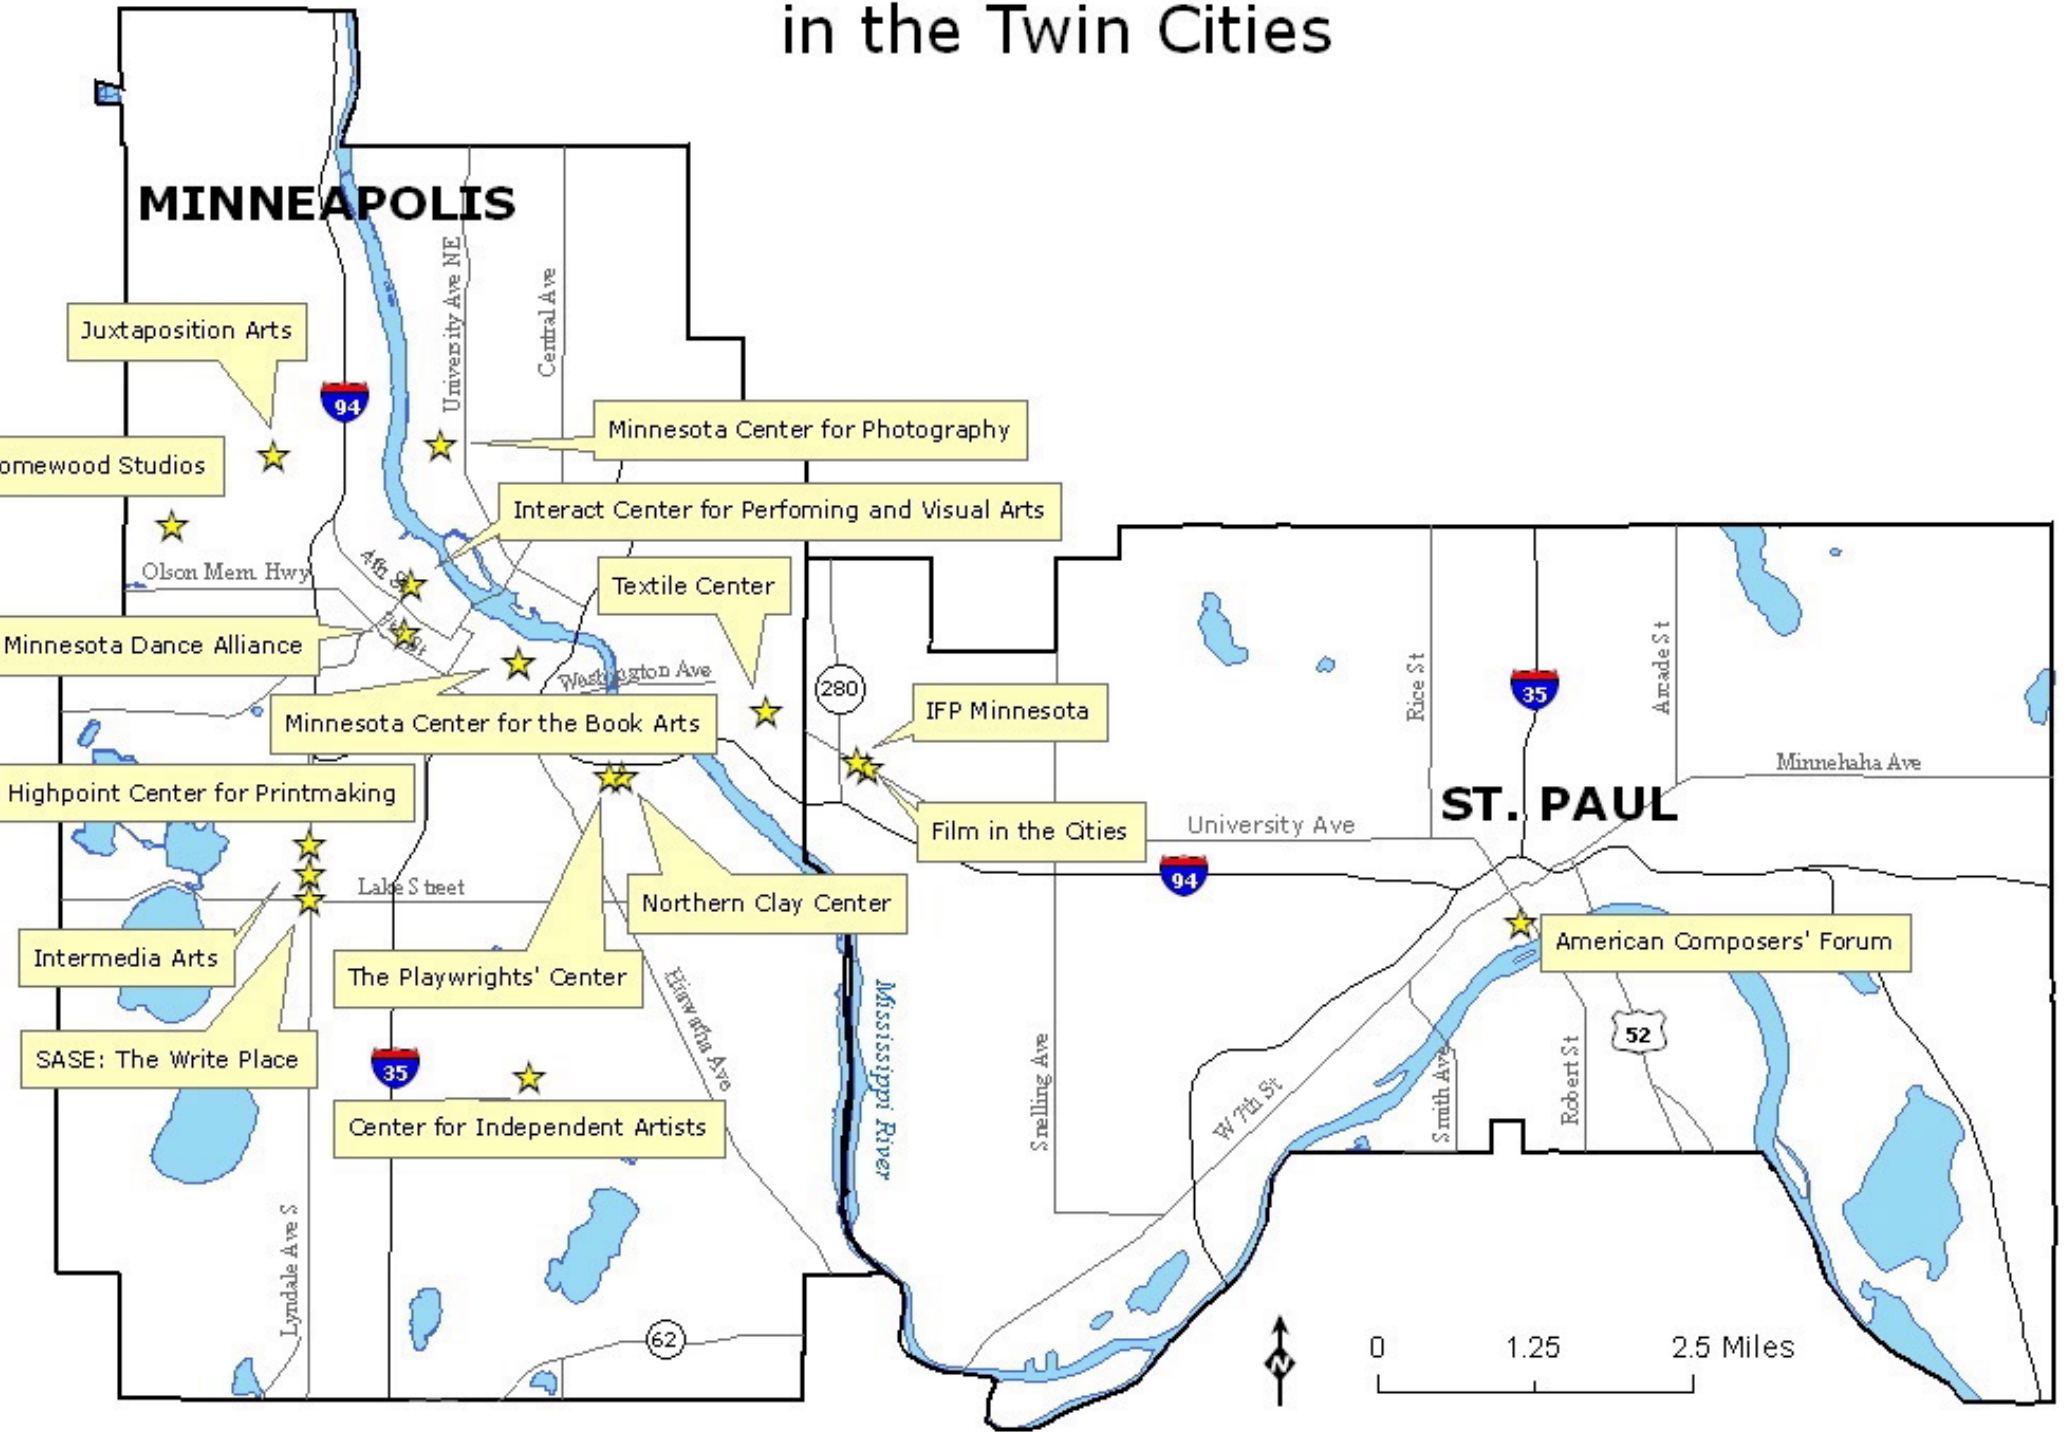 in the Twin Cities
MINNEAPOLIS
University Ave NE
Central Ave
Juxtaposition Arts
94
Minnesota Center for Photography
omewood Studios
Interact Center for Perfoming and Visual Arts
Olson Mem. Hwy
4th St
Textile Center
Minnesota Dance Alliance
Washington Ave
280
IFP Minnesota
Minnesota Center for the Book Arts
Rice St
35
Arcade St
Minnehaha Ave
Highpoint Center for Printmaking
ST. PAUL
Film in the Cities
University Ave
94
Lake Street
Northern Clay Center
Intermedia Arts
The Playwrights' Center
American Composers' Forum
Hiawatha Ave
Mississippi River
52
SASE: The Write Place
35
Snelling Ave
W 7th St
Smith Ave
Robert St
Center for Independent Artists
Lyndale Ave S
62
N
0 1.25 2.5 Miles